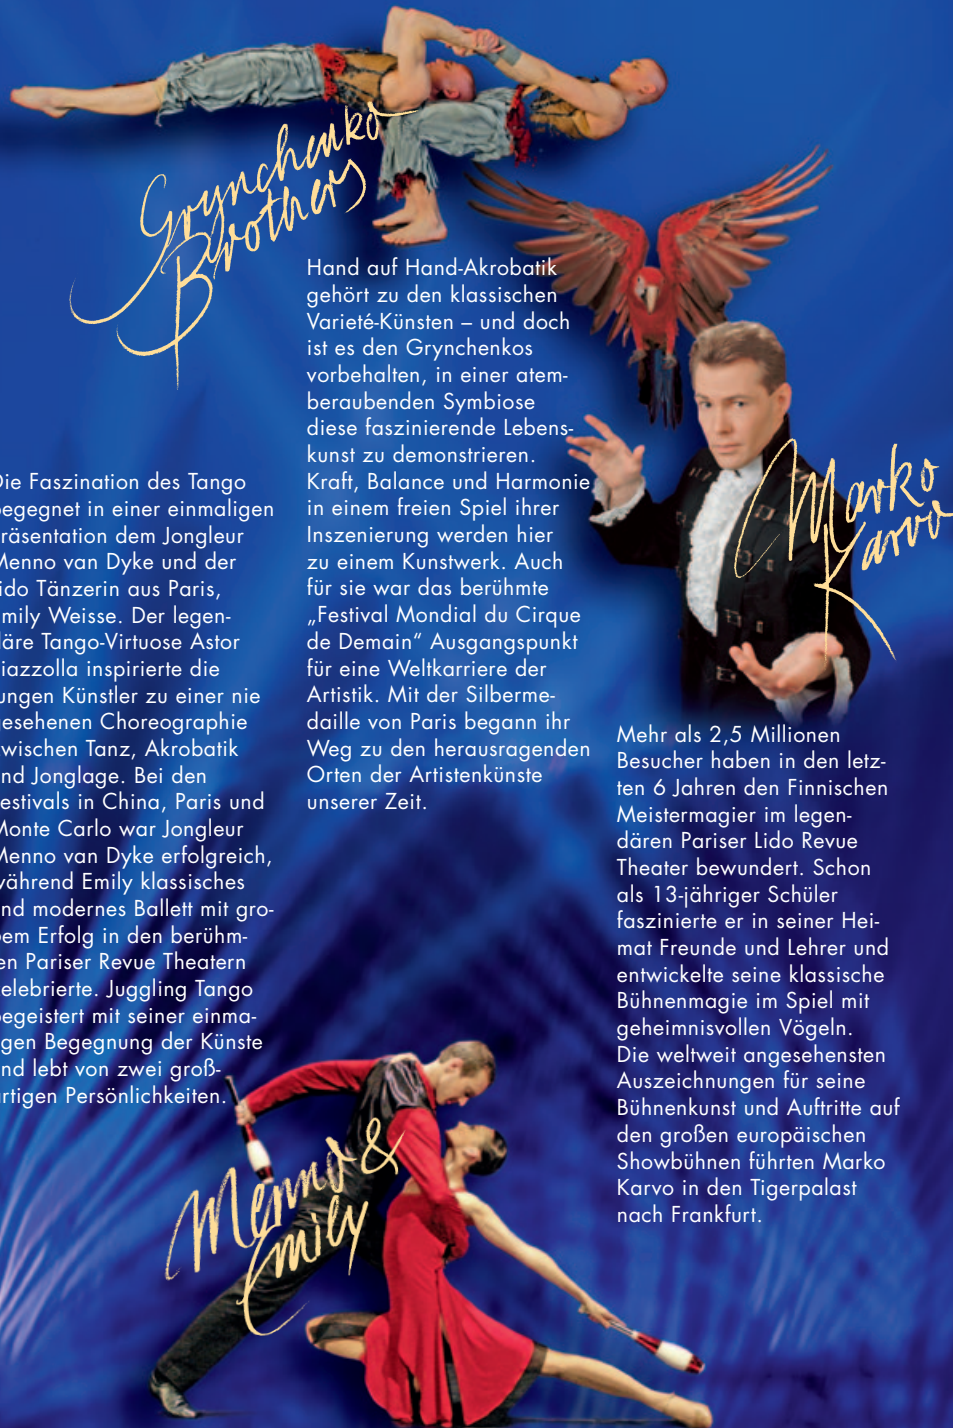 Grynchenko
Brothers
Hand auf Hand-Akrobatik
gehört zu den klassischen
Varieté-Künsten – und doch
ist es den Grynchenkos
vorbehalten, in einer atem-
beraubenden Symbiose
diese faszinierende Lebens-
kunst zu demonstrieren.
Kraft, Balance und Harmonie
in einem freien Spiel ihrer
Inszenierung werden hier
zu einem Kunstwerk. Auch
für sie war das berühmte
„Festival Mondial du Cirque
de Demain“ Ausgangspunkt
für eine Weltkarriere der
Artistik. Mit der Silberme-
daille von Paris begann ihr
Weg zu den herausragenden
Orten der Artistenkünste
unserer Zeit.
Die Faszination des Tango
begegnet in einer einmaligen
räsentation dem Jongleur
Menno van Dyke und der
ido Tänzerin aus Paris,
mily Weisse. Der legen-
däre Tango-Virtuose Astor
iazzolla inspirierte die
ungen Künstler zu einer nie
gesehenen Choreographie
wischen Tanz, Akrobatik
nd Jonglage. Bei den
estivals in China, Paris und
Monte Carlo war Jongleur
Menno van Dyke erfolgreich,
während Emily klassisches
nd modernes Ballett mit gro-
ßem Erfolg in den berühm-
en Pariser Revue Theatern
elebrierte. Juggling Tango
begeistert mit seiner einma-
gen Begegnung der Künste
nd lebt von zwei groß-
rtigen Persönlichkeiten.
Menno &
Emily
Marko
Karvo
Mehr als 2,5 Millionen
Besucher haben in den letz-
ten 6 Jahren den Finnischen
Meistermagier im legen-
dären Pariser Lido Revue
Theater bewundert. Schon
als 13-jähriger Schüler
faszinierte er in seiner Hei-
mat Freunde und Lehrer und
entwickelte seine klassische
Bühnenmagie im Spiel mit
geheimnisvollen Vögeln.
Die weltweit angesehensten
Auszeichnungen für seine
Bühnenkunst und Auftritte auf
den großen europäischen
Showbühnen führten Marko
Karvo in den Tigerpalast
nach Frankfurt.